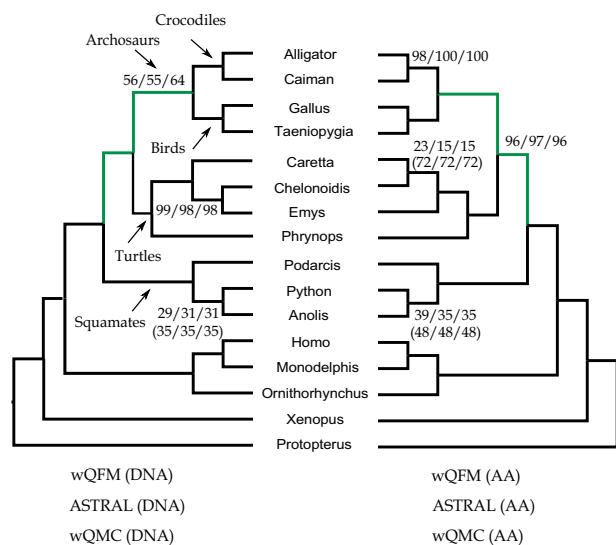 Crocodiles
Archosaurs
56/55/64
Birds
99/98/98
Turtles
Squamates
29/31/31
(35/35/35)
Alligator
Caiman
Gallus
Taeniopygia
Caretta
Chelonoidis
Emys
Phrynops
Podarcis
Python
Anolis
Homo
Monodelphis
Ornithorhynchus
Xenopus
Protopterus
98/100/100
96/97/96
23/15/15
(72/72/72)
39/35/35
(48/48/48)
wQFM (DNA)
ASTRAL (DNA)
wQMC (DNA)
wQFM (AA)
ASTRAL (AA)
wQMC (AA)